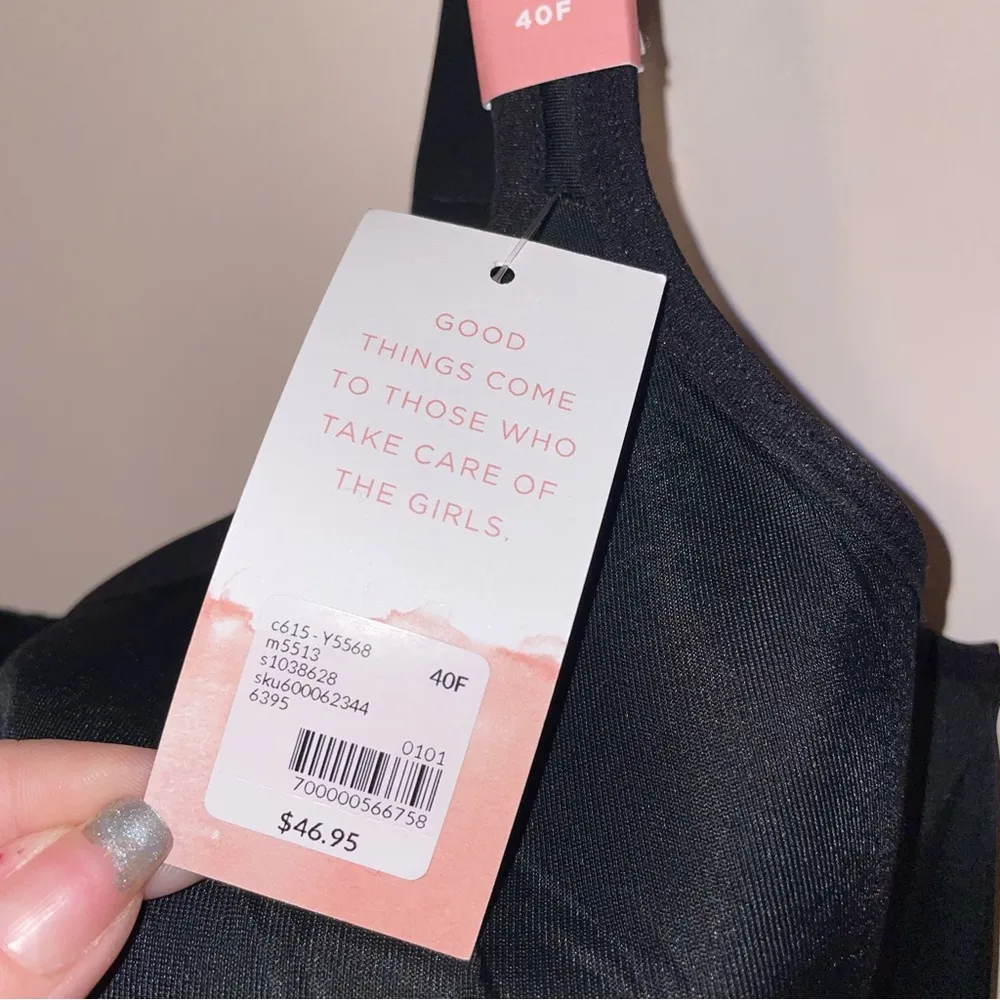 40F
GOOD
THINGS COME
TO THOSE WHO
TAKE CARE OF
THE GIRLS.
c615-Y5568
m5513
s1038628
sku600062344
6395
40F
0101
700000566758
$46.95